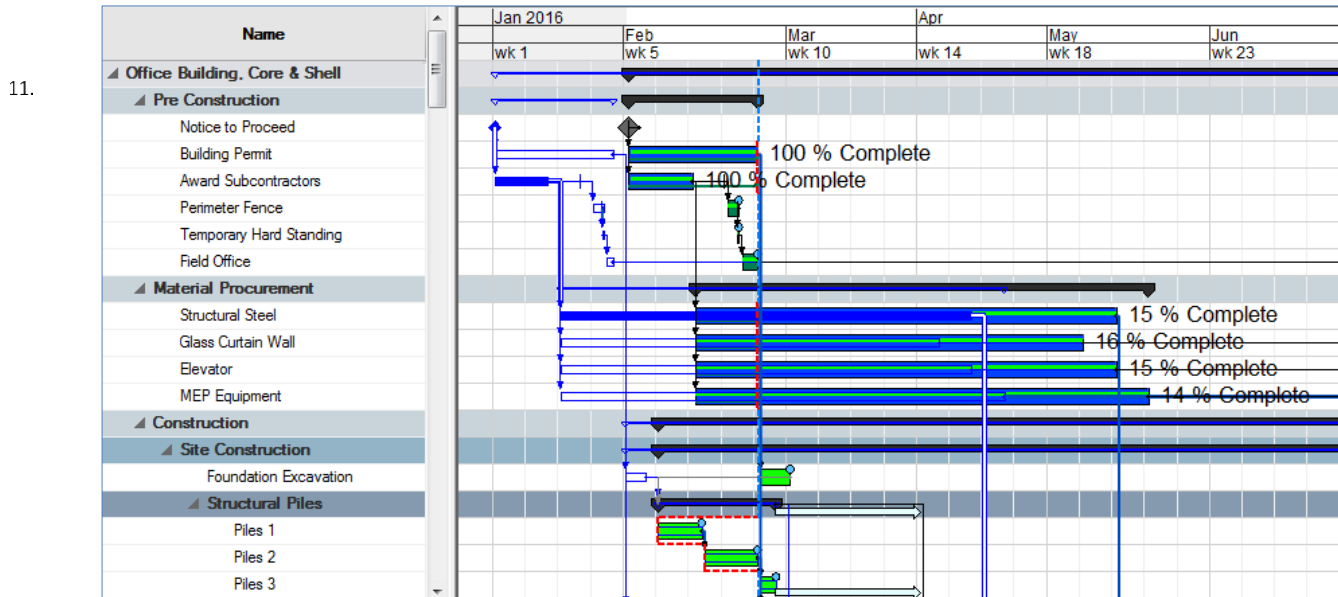 Jan 2016 Apr
Name Feb Mar May Jun
wk 1 wk 5 wk 10 wk 14 wk 18 wk 23
Office Building, Core & Shell
11.
Pre Construction
Notice to Proceed
Building Permit 100 % Complete
Award Subcontractors 100 % Complete
Perimeter Fence
Temporary Hard Standing
Field Office
Material Procurement
Structural Steel 15 % Complete
Glass Curtain Wall 16 % Complete
Elevator 15 % Complete
MEP Equipment 14 % Complete
Construction
Site Construction
Foundation Excavation
Structural Piles
Piles 1
Piles 2
Piles 3